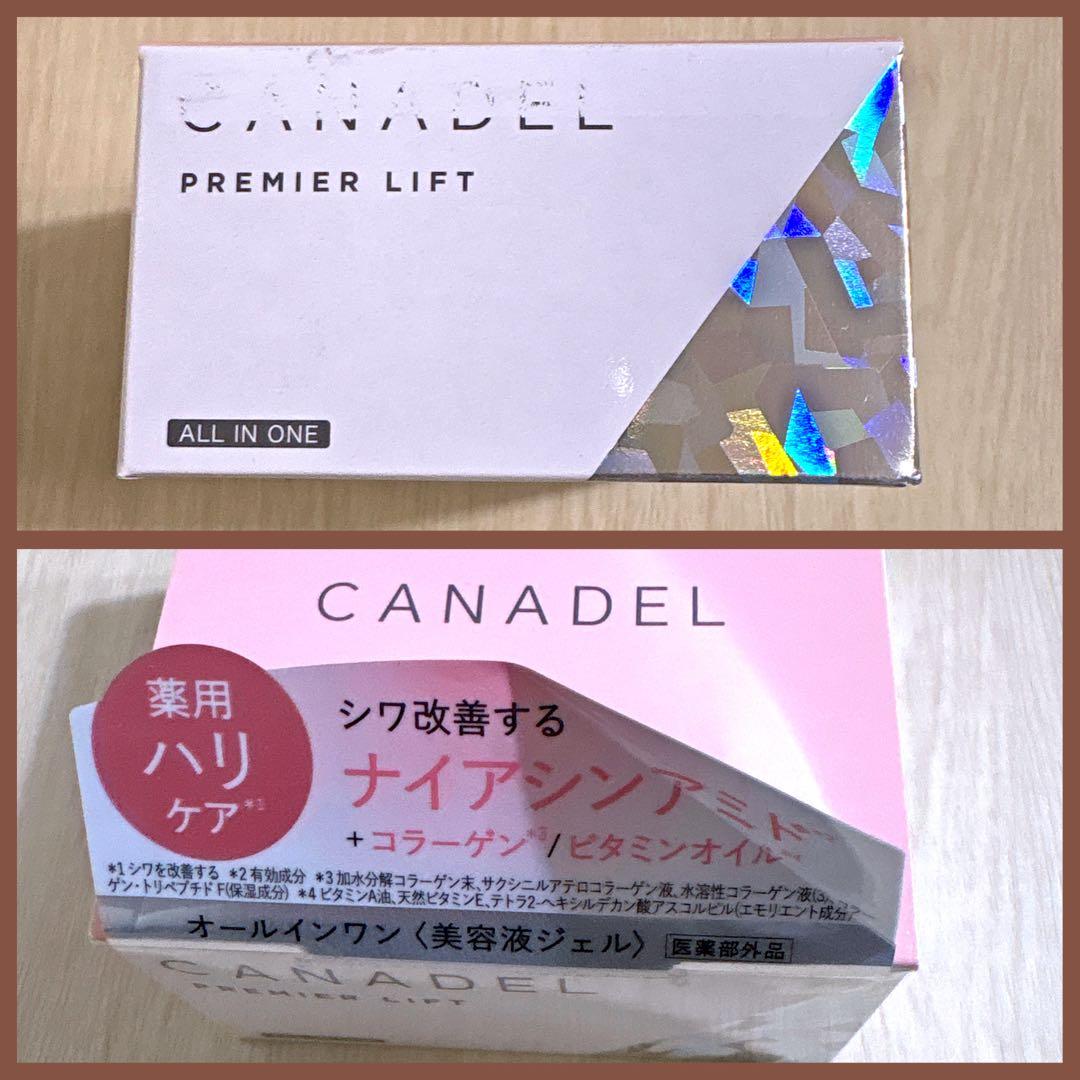 CANADEL
PREMIER LIFT
ALL IN ONE
CANADEL
薬用
ハリ
ケア*1
シワ改善する
ナイアシンアミド
+コラーゲン*3/ビタミンオイル
*1 シワを改善する *2 有効成分 *3 加水分解コラーゲン末、サクシニルアテロコラーゲン液、水溶性コラーゲン液(3)、
ゲン・トリペプチド F(保湿成分) *4 ビタミンA油、天然ビタミンE、テトラ2-ヘキシルデカン酸アスコルビル(エモリエント成分)
オールインワン〈美容液ジェル〉 医薬部外品
CANADEL
PREMIER LIFT